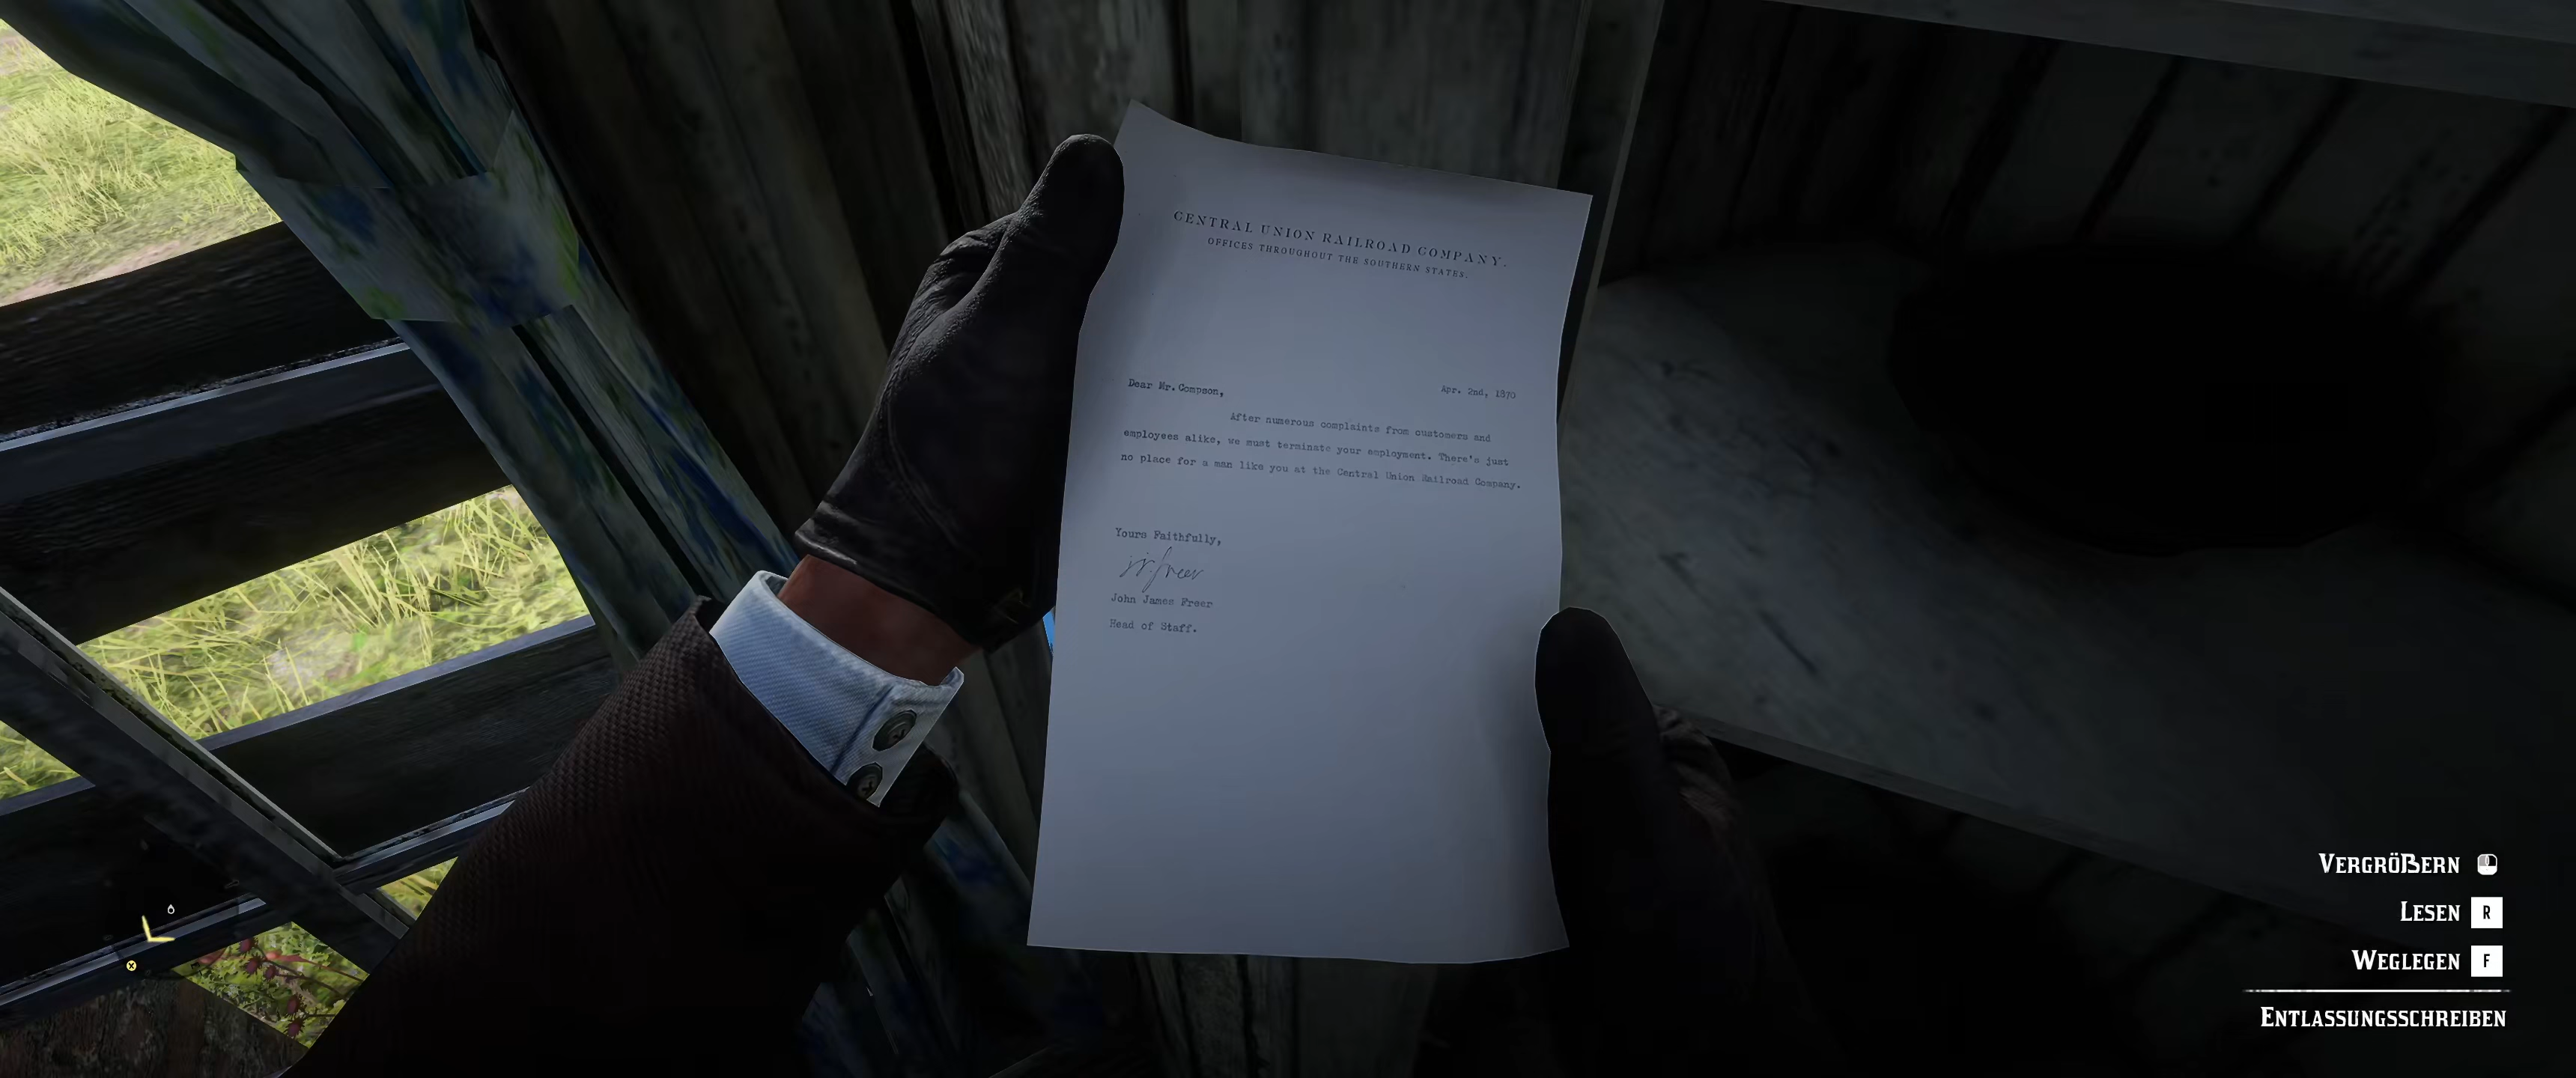 CENTRAL UNION RAILROAD COMPANY.
OFFICES THROUGHOUT THE SOUTHERN STATES.
Apr. 2nd, 1870
Dear Mr. Compson,
After numerous complaints from customers and
employees alike, we must terminate your employment. There's just
no place for a man like you at the Central Union Railroad Company.
Yours Faithfully,
J.J. Freer
John James Freer
Head of Staff.
VERGRÖẞERN
LESEN R
WEGLEGEN F
ENTLASSUNGSSCHREIBEN